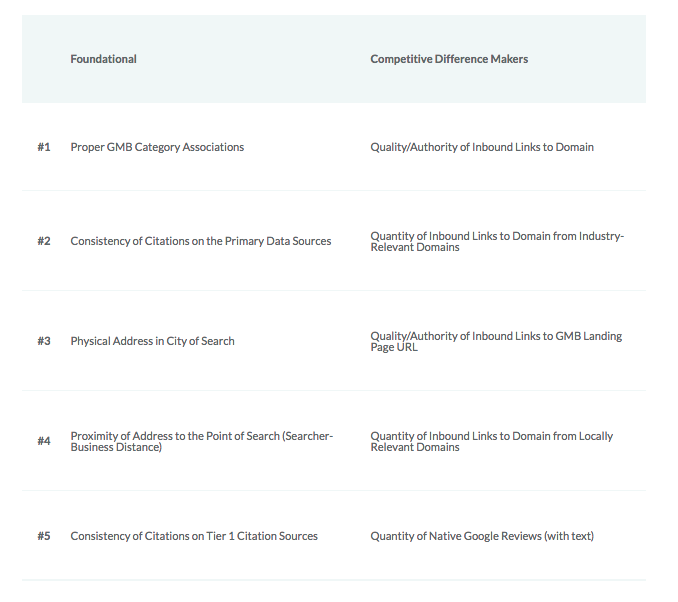 Foundational Competitive Difference Makers
#1 Proper GMB Category Associations Quality/Authority of Inbound Links to Domain
#2 Consistency of Citations on the Primary Data Sources Quantity of Inbound Links to Domain from Industry-
Relevant Domains
#3 Physical Address in City of Search Quality/Authority of Inbound Links to GMB Landing
Page URL
#4 Proximity of Address to the Point of Search (Searcher-
Business Distance) Quantity of Inbound Links to Domain from Locally
Relevant Domains
#5 Consistency of Citations on Tier 1 Citation Sources Quantity of Native Google Reviews (with text)